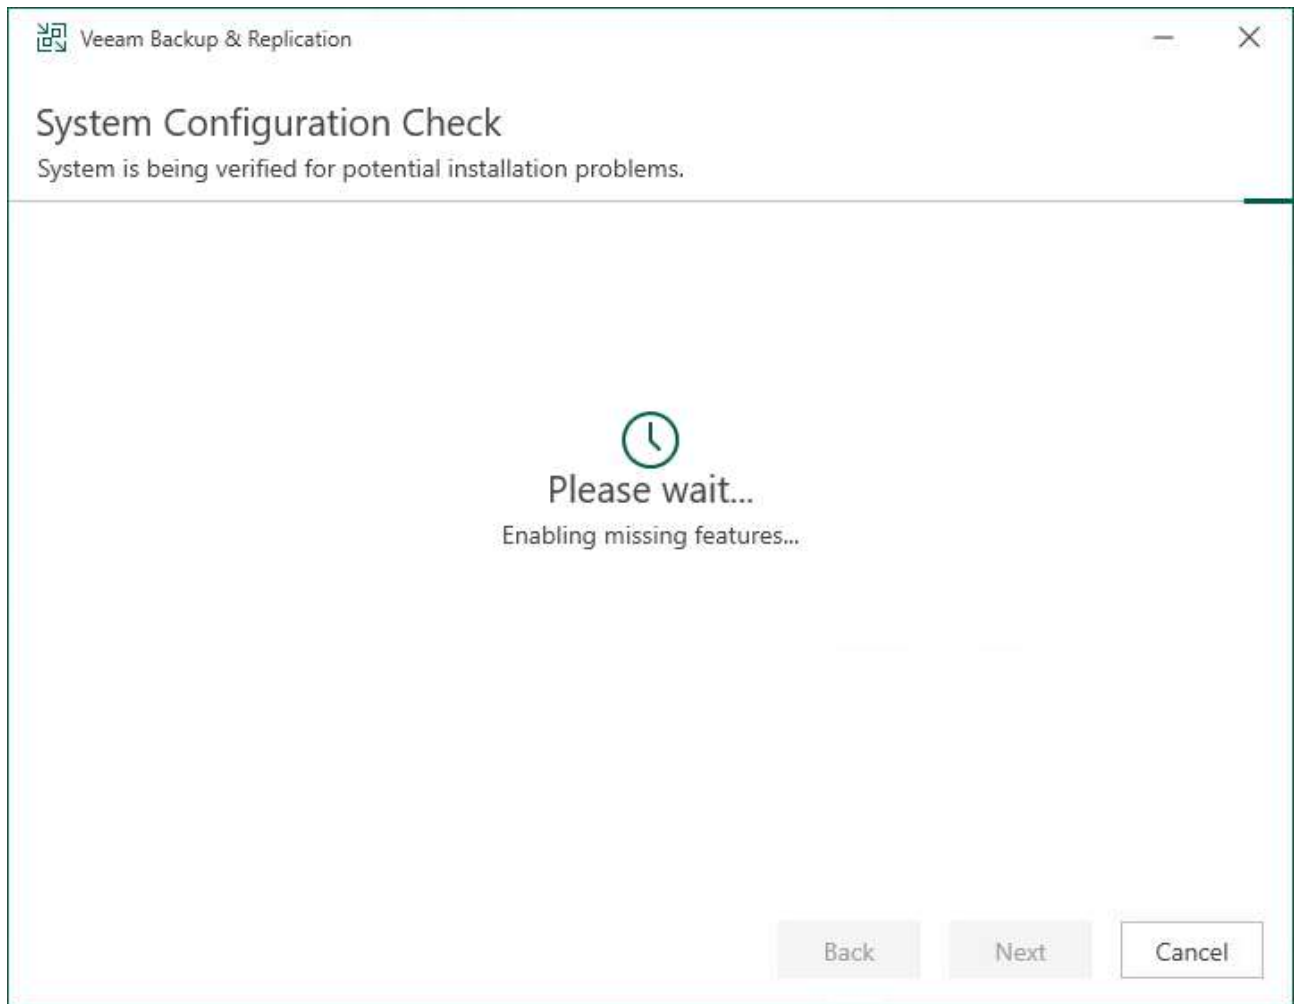 Veeam Backup & Replication
System Configuration Check
System is being verified for potential installation problems.
Please wait...
Enabling missing features...
Back
Next
Cancel